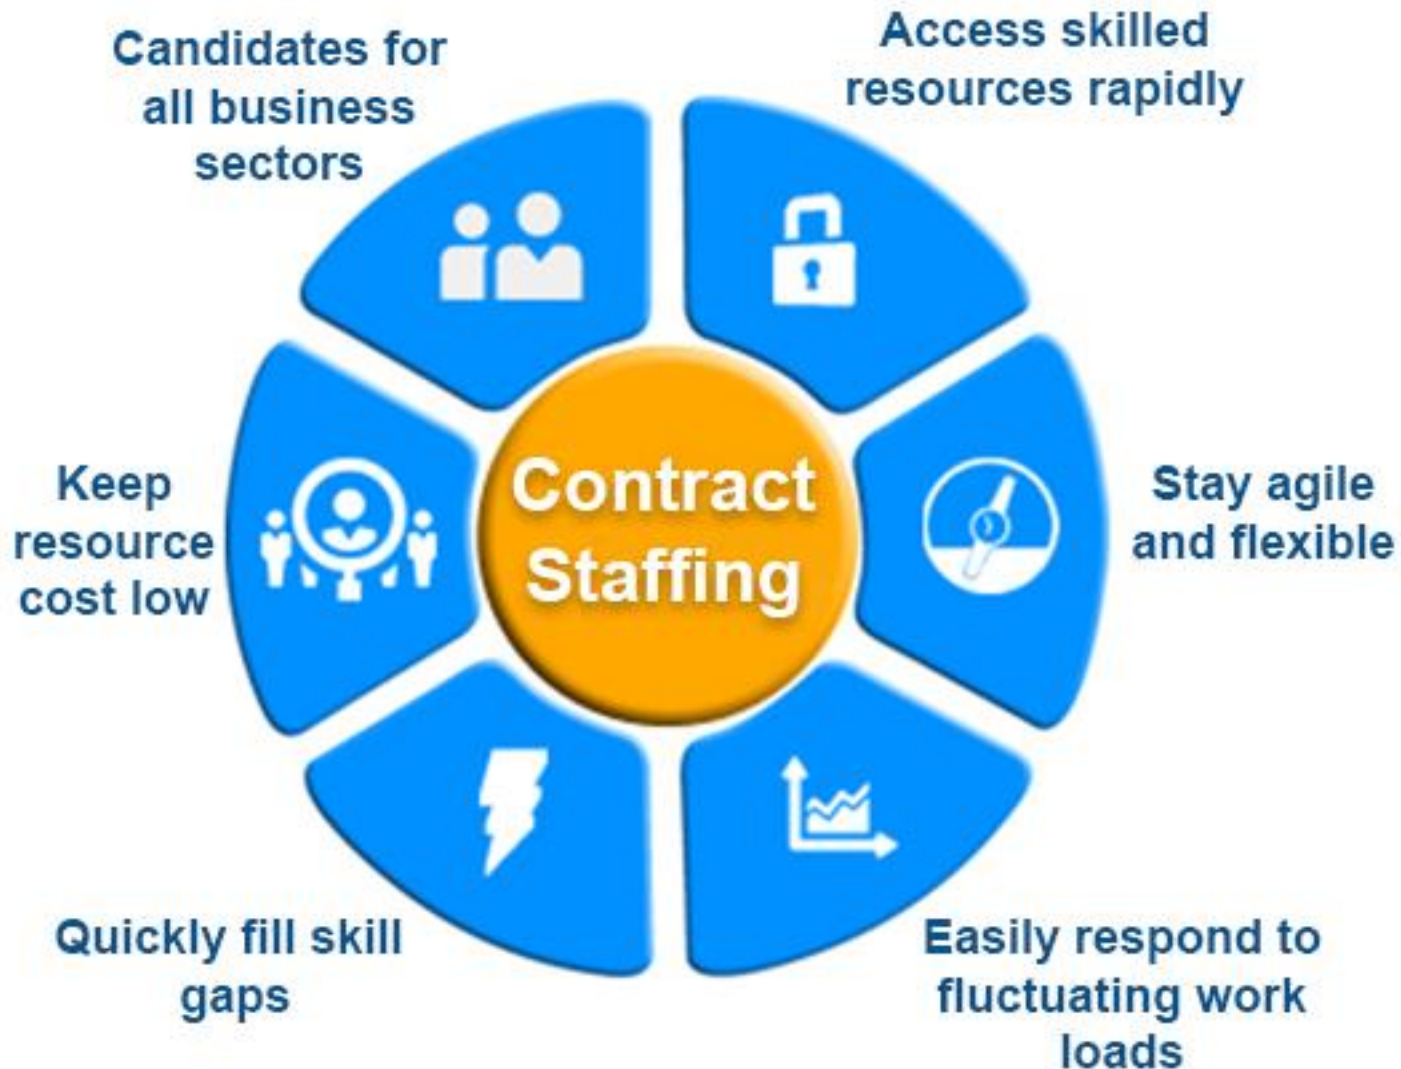 Candidates for
all business
sectors
Access skilled
resources rapidly
Keep
resource
cost low
Contract
Staffing
Stay agile
and flexible
Quickly fill skill
gaps
Easily respond to
fluctuating work
loads